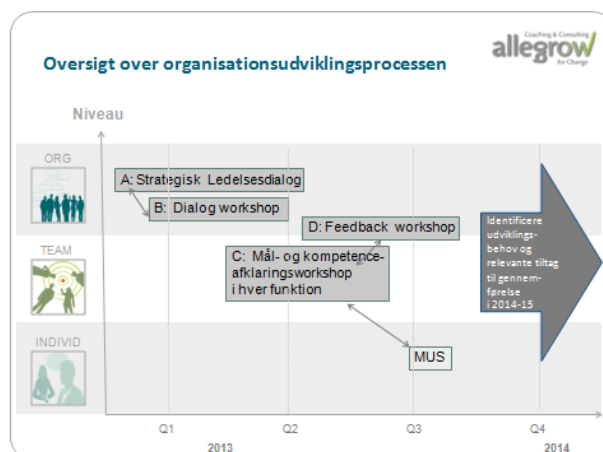 Coaching & Consulting
allegrow
for Change
Oversigt over organisationsudviklingsprocessen
Niveau
ORG
A: Strategisk Ledelsesdialog
B: Dialog workshop
D: Feedback workshop
TEAM
C: Mål- og kompetence-
afklaringsworkshop
i hver funktion
Identificere
udviklings-
behov og
relevante tiltag
til gennem-
førelse
i 2014-15
INDIVID
MUS
Q1
Q2
Q3
Q4
2013
2014